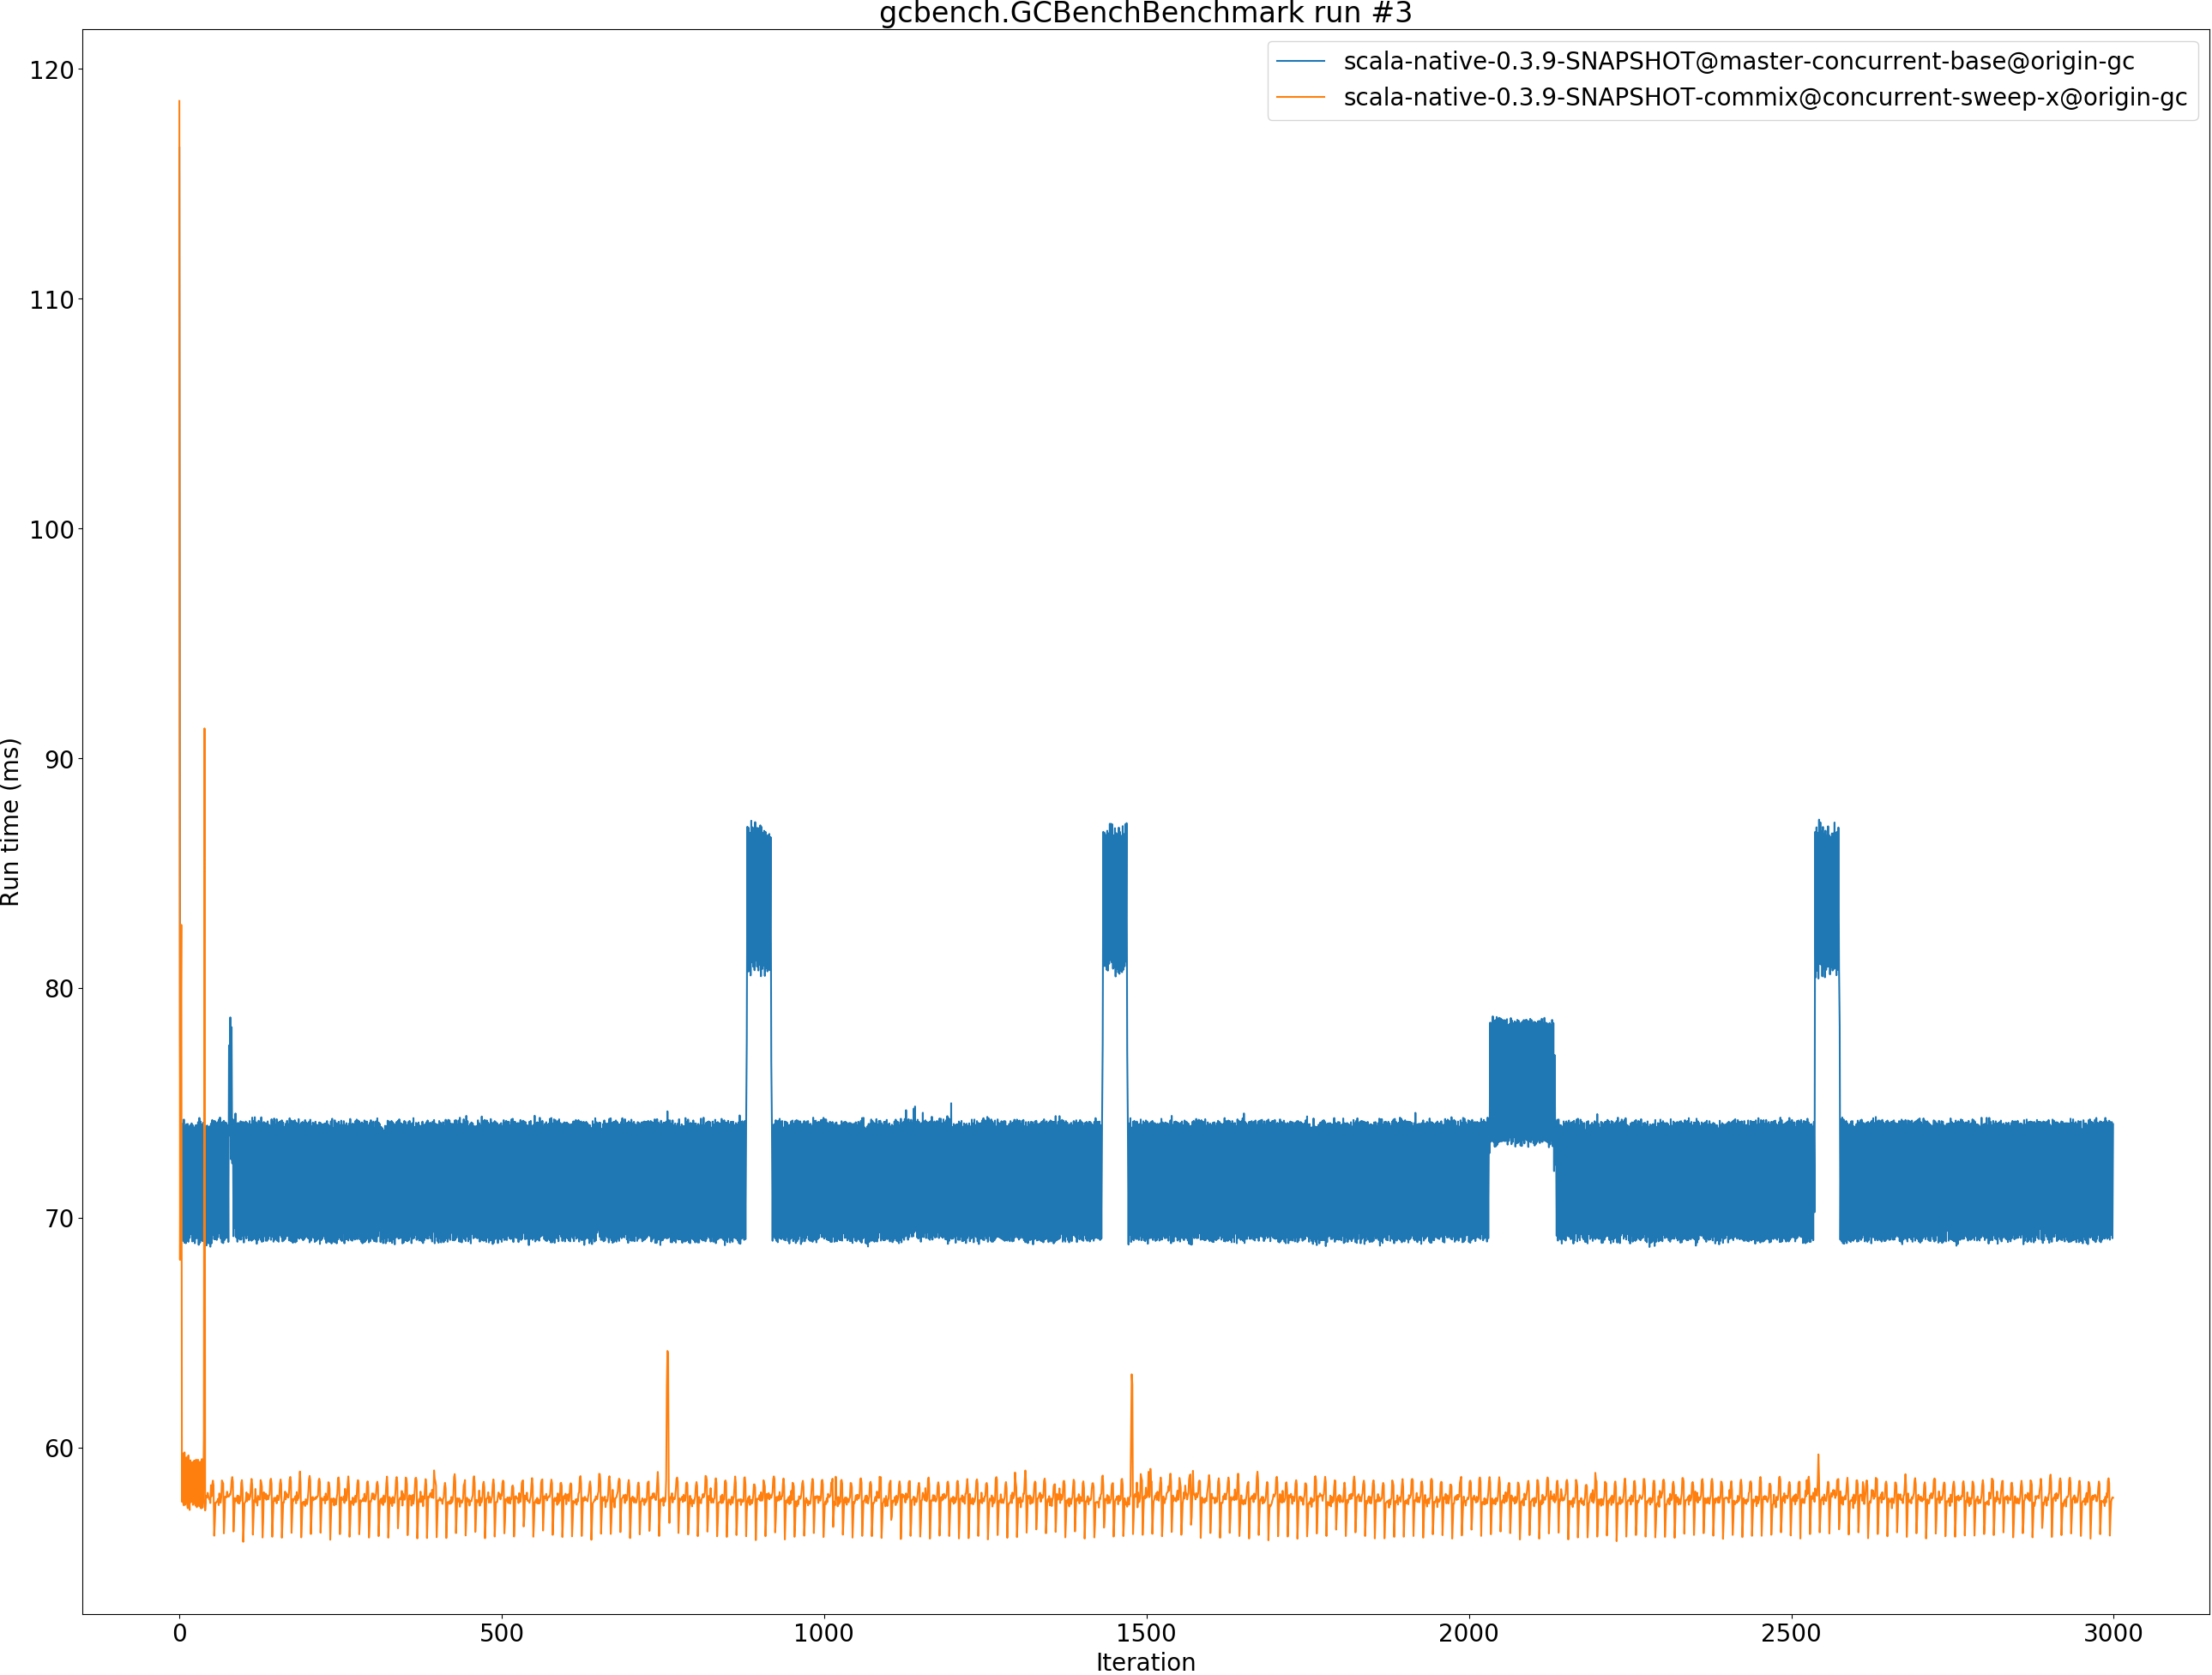 gcbench.GCBenchBenchmark run #3
scala-native-0.3.9-SNAPSHOT@master-concurrent-base@origin-gc
scala-native-0.3.9-SNAPSHOT-commix@concurrent-sweep-x@origin-gc
120
110
100
90
80
70
60
Run time (ms)
0 500 1000 1500 2000 2500 3000
Iteration